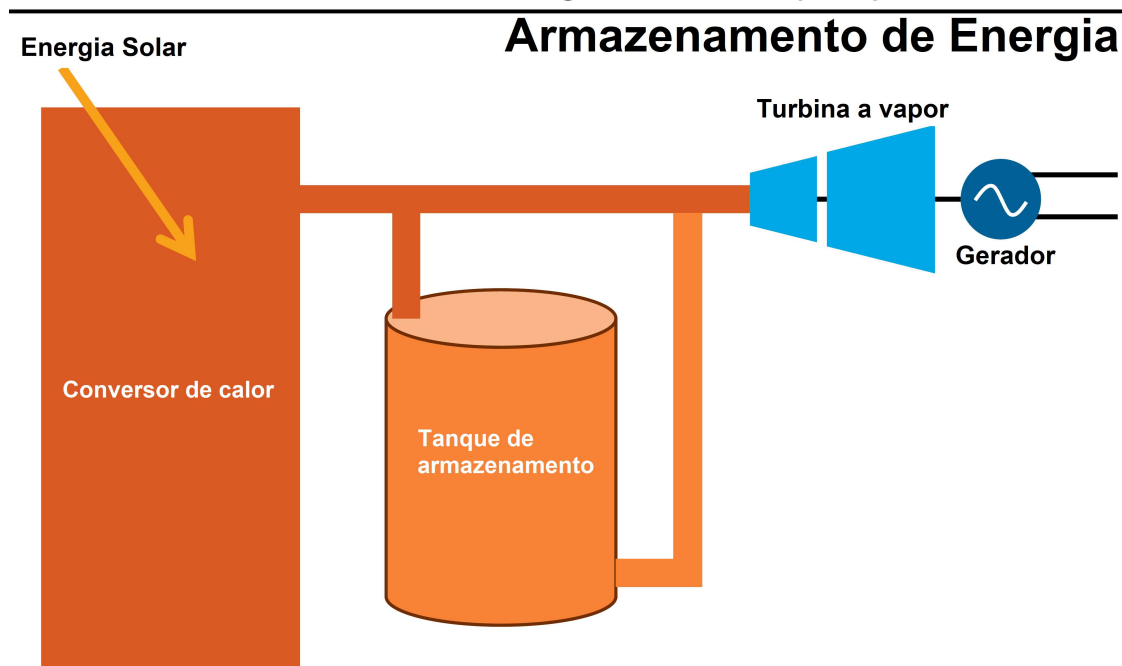 Armazenamento de Energia
Energia Solar
Turbina a vapor
Gerador
Conversor de calor
Tanque de
armazenamento